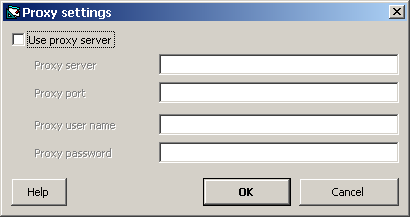 Proxy settings
Use proxy server
Proxy server
Proxy port
Proxy user name
Proxy password
Help
OK
Cancel